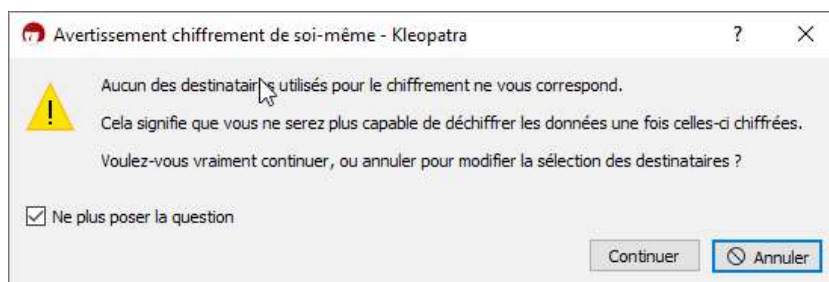 Avertissement chiffrement de soi-même - Kleopatra
Aucun des destinataires utilisés pour le chiffrement ne vous correspond.
Cela signifie que vous ne serez plus capable de déchiffrer les données une fois celles-ci chiffrées.
Voulez-vous vraiment continuer, ou annuler pour modifier la sélection des destinataires ?
Ne plus poser la question
Continuer
Annuler